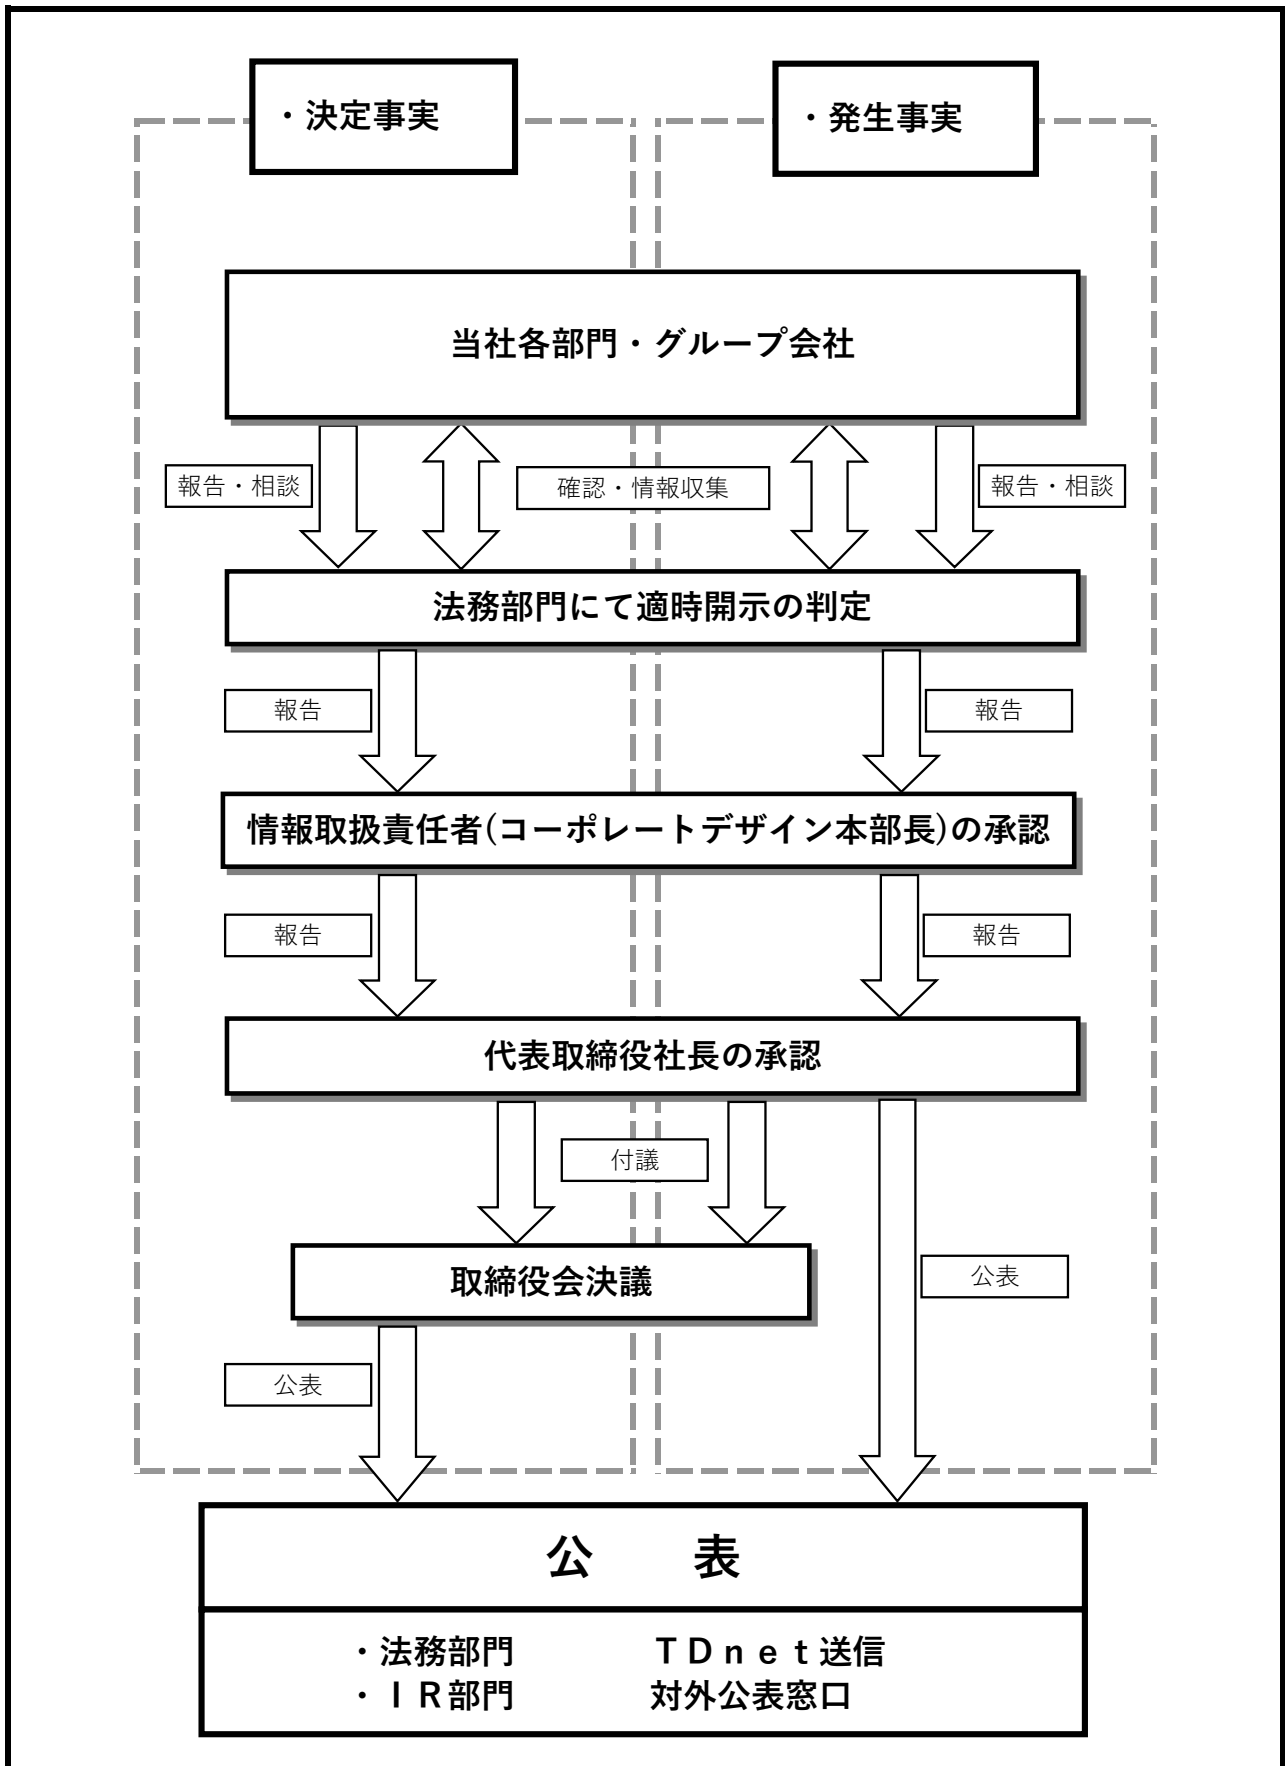 ・決定事実
・発生事実
当社各部門・グループ会社
報告・相談
確認・情報収集
報告・相談
法務部門にて適時開示の判定
報告
報告
情報取扱責任者(コーポレートデザイン本部長)の承認
報告
報告
代表取締役社長の承認
付議
取締役会決議
公表
公表
公　　表
・法務部門　　　　ＴＤｎｅｔ送信
・ＩＲ部門　　　　対外公表窓口